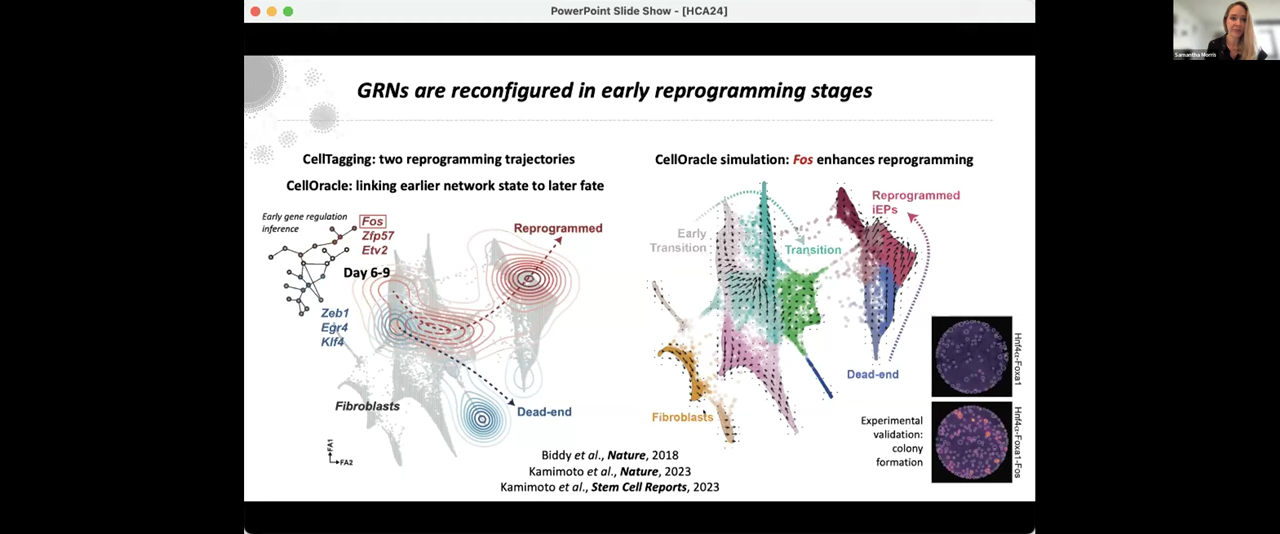 PowerPoint Slide Show - [HCA24]
Samantha Morris
GRNs are reconfigured in early reprogramming stages
CellTagging: two reprogramming trajectories
CellOracle: linking earlier network state to later fate
Early gene regulation
inference
Fos
Zfp57
Etv2
Day 6-9
Zeb1
Egr4
Klf4
Reprogrammed
Fibroblasts
Dead-end
FA1
FA2
CellOracle simulation: Fos enhances reprogramming
Reprogrammed
iEPs
Early
Transition
Transition
Dead-end
Fibroblasts
Experimental
validation:
colony
formation
Hnf4α-Foxa1
Hnf4α-Foxa1-Fos
Biddy et al., Nature, 2018
Kamimoto et al., Nature, 2023
Kamimoto et al., Stem Cell Reports, 2023